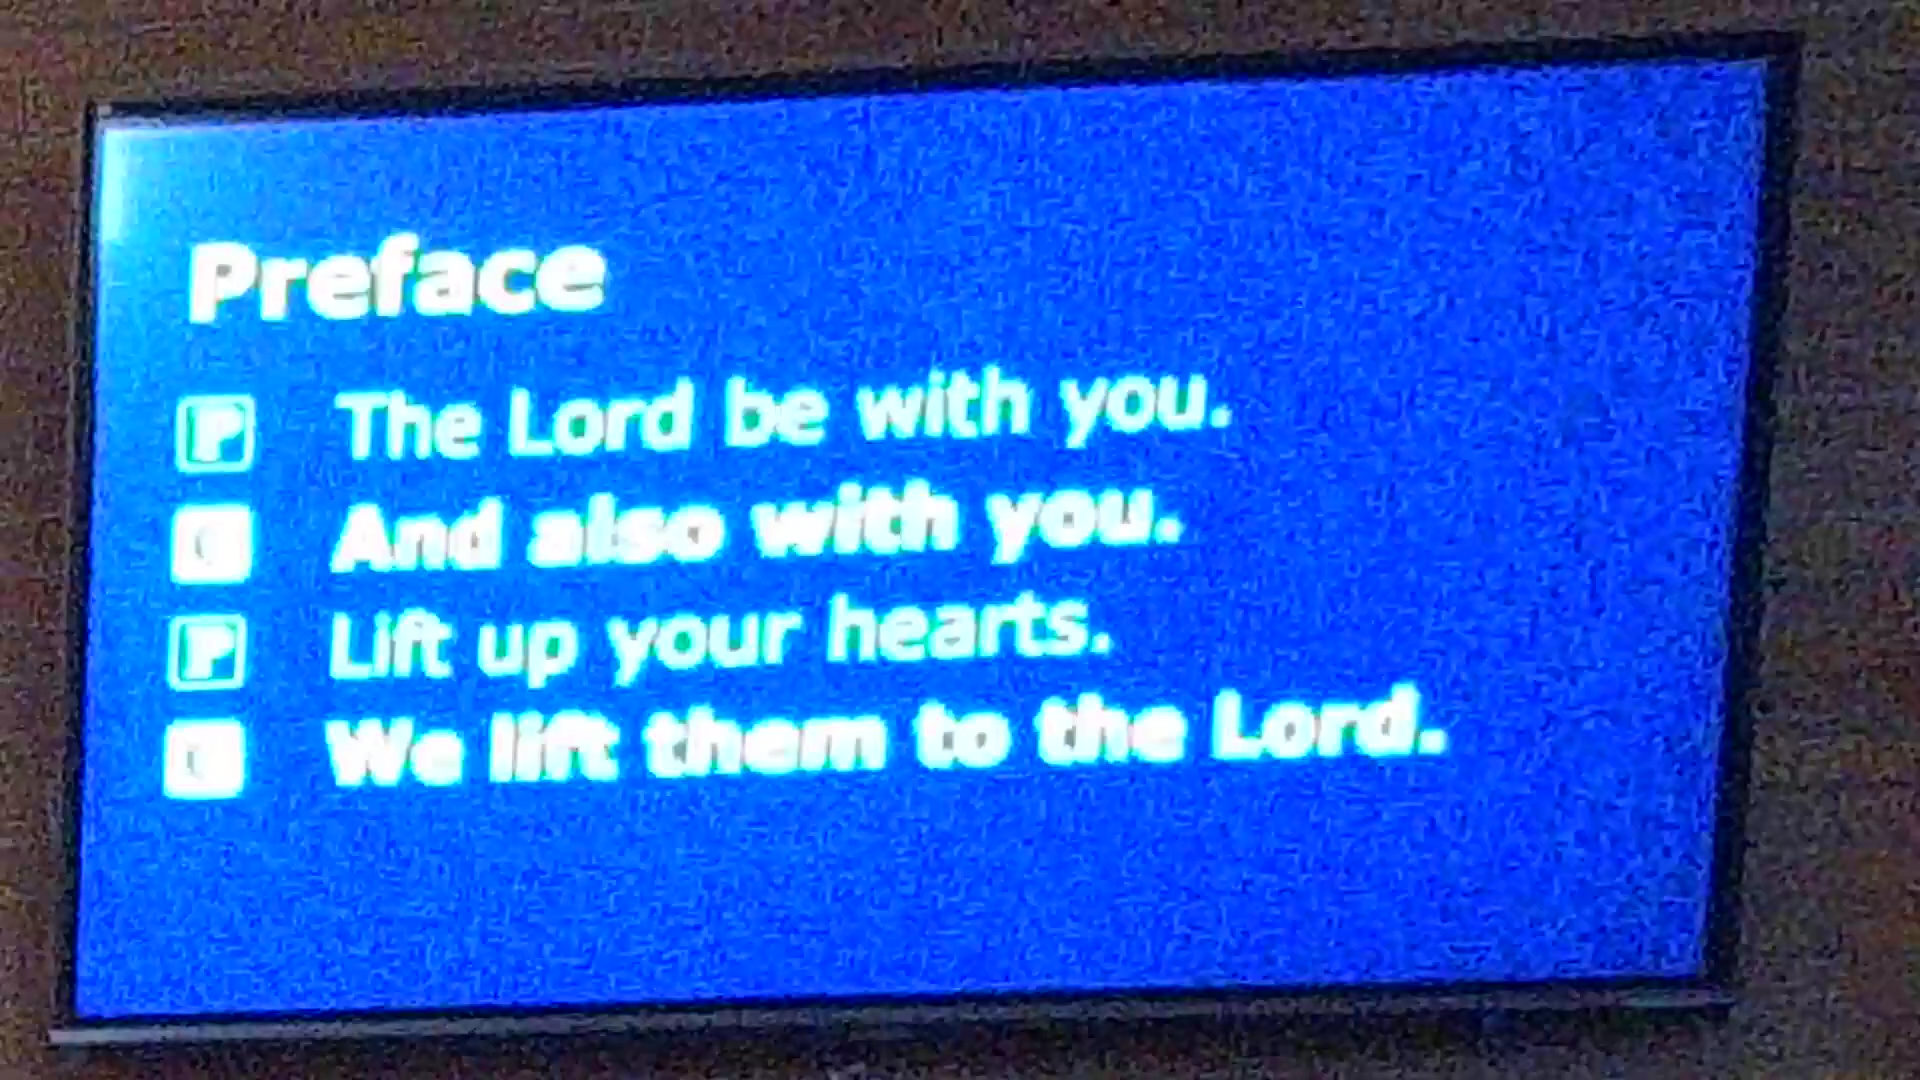 Preface
P The Lord be with you.
C And also with you.
P Lift up your hearts.
C We lift them to the Lord.